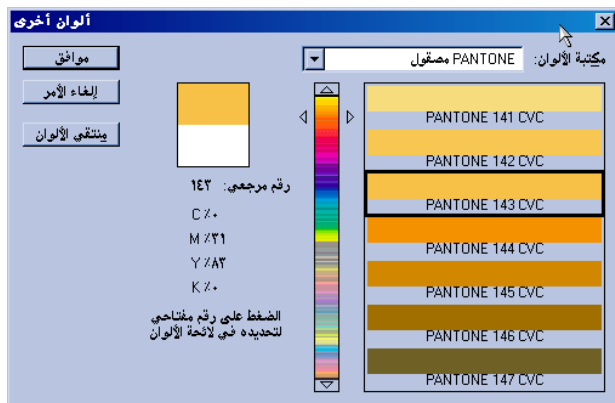 ألوان أخرى
مكتبة الألوان: PANTONE مصقول
موافق
إلغاء الأمر
منتقي الألوان
PANTONE 141 CVC
PANTONE 142 CVC
PANTONE 143 CVC
PANTONE 144 CVC
PANTONE 145 CVC
PANTONE 146 CVC
PANTONE 147 CVC
رقم مرجعي: ١٤٣
C ٪٠
M ٪٣١
Y ٪٨٣
K ٪٠
الضغط على رقم مفتاحي
لتحديده في لائحة الألوان